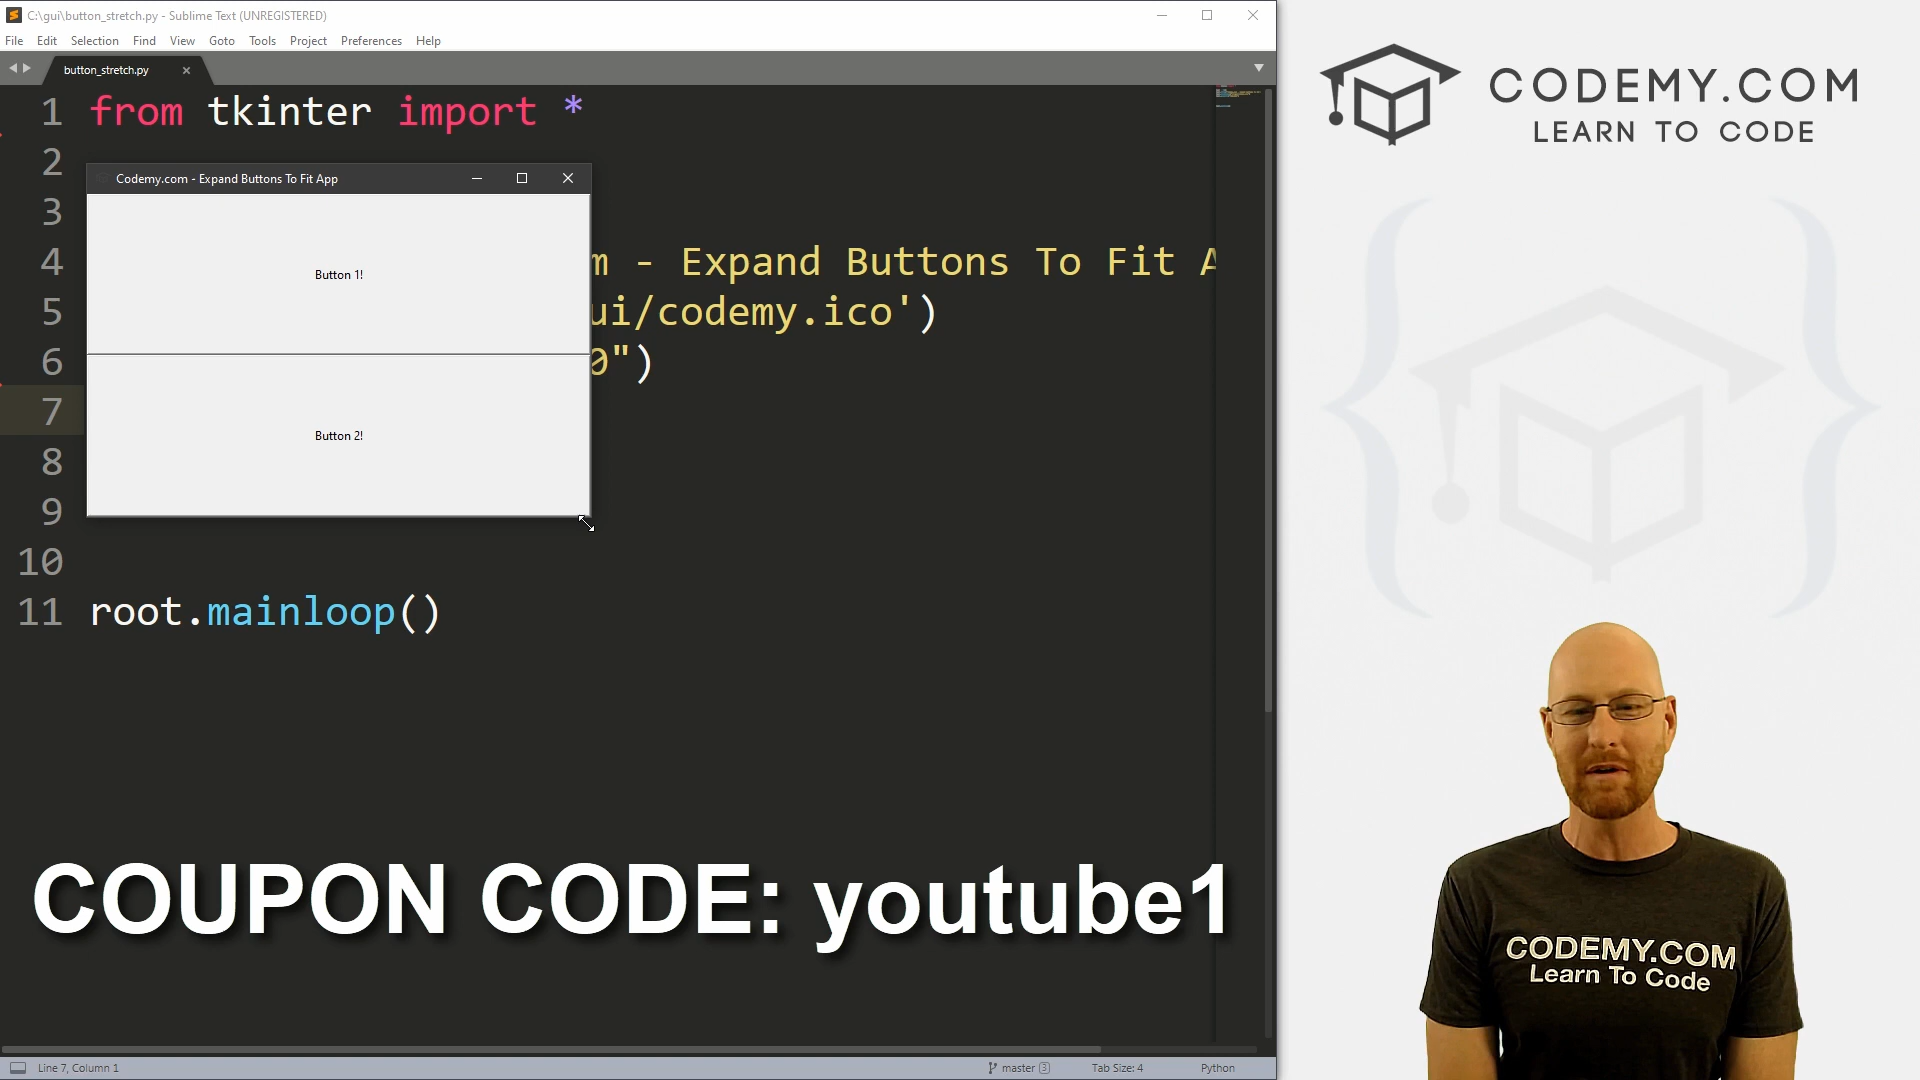 C:\gui\button_stretch.py - Sublime Text (UNREGISTERED)
File Edit Selection Find View Goto Tools Project Preferences Help
button_stretch.py
1 from tkinter import *
2
Codemy.com - Expand Buttons To Fit App
3
4 m - Expand Buttons To Fit A
Button 1!
5 ui/codemy.ico')
6 0")
7
Button 2!
8
9
10
11 root.mainloop()
COUPON CODE: youtube1
Line 7, Column 1 master 3 Tab Size: 4 Python
CODEMY.COM
LEARN TO CODE
CODEMY.COM
Learn To Code